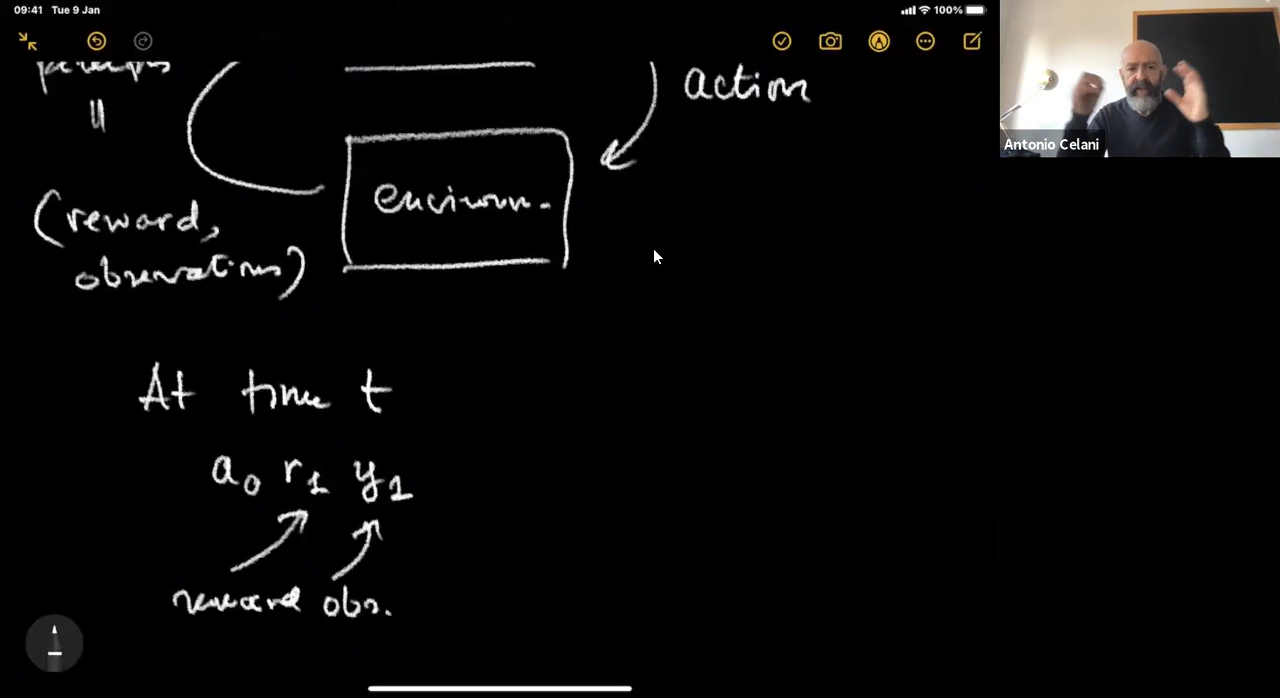 09:41 Tue 9 Jan
100%
Antonio Celani
percepts
action
environ.
(reward,
observations)
At time t
a0 r1 y1
reward obs.